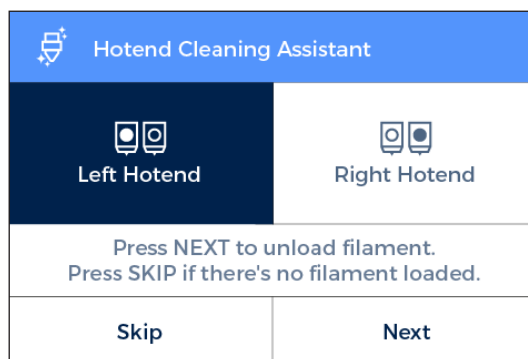 Hotend Cleaning Assistant
Left Hotend
Right Hotend
Press NEXT to unload filament.
Press SKIP if there's no filament loaded.
Skip
Next